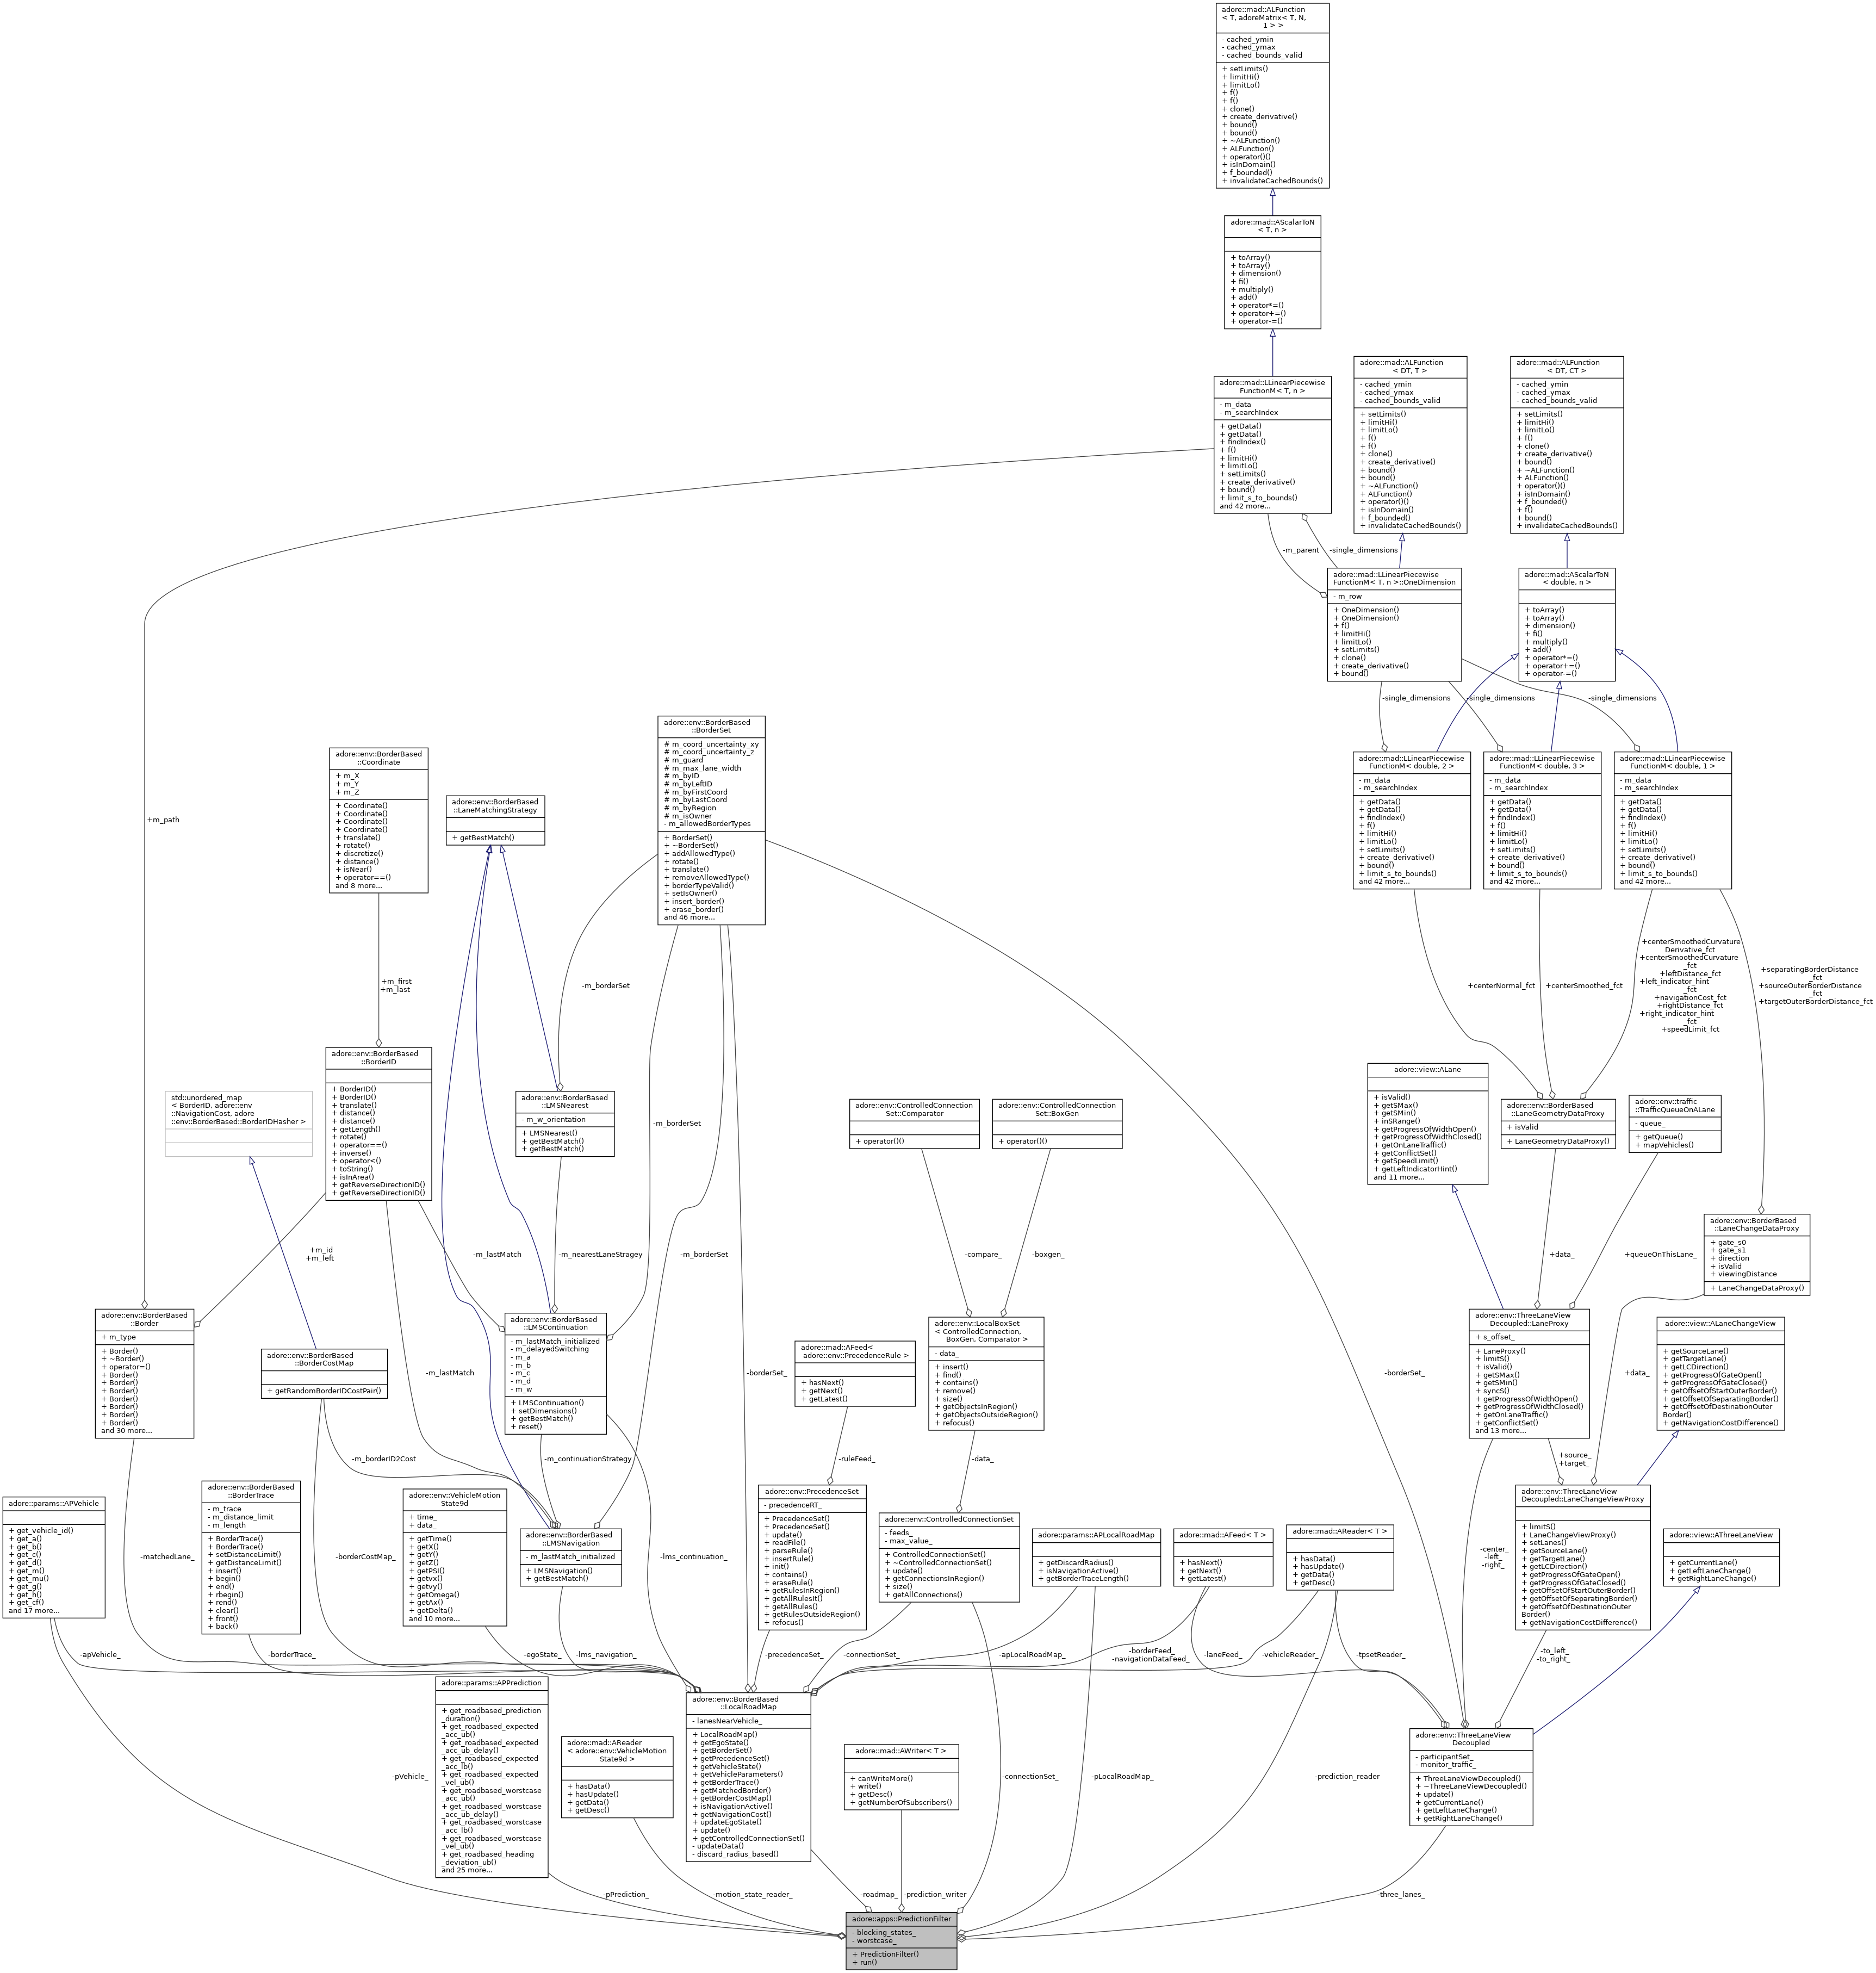 adore::mad::ALFunction
< T, adoreMatrix< T, N,
1 > >
- cached_ymin
- cached_ymax
- cached_bounds_valid
+ setLimits()
+ limitHi()
+ limitLo()
+ f()
+ f()
+ clone()
+ create_derivative()
+ bound()
+ bound()
+ ~ALFunction()
+ ALFunction()
+ operator()()
+ isInDomain()
+ f_bounded()
+ invalidateCachedBounds()
adore::mad::AScalarToN
< T, n >
+ toArray()
+ toArray()
+ dimension()
+ fi()
+ multiply()
+ add()
+ operator*=()
+ operator+=()
+ operator-=()
adore::mad::LLinearPiecewise
FunctionM< T, n >
- m_data
- m_searchIndex
+ getData()
+ getData()
+ findIndex()
+ f()
+ limitHi()
+ limitLo()
+ setLimits()
+ create_derivative()
+ bound()
+ limit_s_to_bounds()
and 42 more...
adore::mad::ALFunction
< DT, T >
- cached_ymin
- cached_ymax
- cached_bounds_valid
+ setLimits()
+ limitHi()
+ limitLo()
+ f()
+ f()
+ clone()
+ create_derivative()
+ bound()
+ bound()
+ ~ALFunction()
+ ALFunction()
+ operator()()
+ isInDomain()
+ f_bounded()
+ invalidateCachedBounds()
adore::mad::ALFunction
< DT, CT >
- cached_ymin
- cached_ymax
- cached_bounds_valid
+ setLimits()
+ limitHi()
+ limitLo()
+ f()
+ clone()
+ create_derivative()
+ bound()
+ ~ALFunction()
+ ALFunction()
+ operator()()
+ isInDomain()
+ f_bounded()
+ f()
+ bound()
+ invalidateCachedBounds()
-m_parent
-single_dimensions
adore::mad::LLinearPiecewise
FunctionM< T, n >::OneDimension
- m_row
+ OneDimension()
+ OneDimension()
+ f()
+ limitHi()
+ limitLo()
+ setLimits()
+ clone()
+ create_derivative()
+ bound()
adore::mad::AScalarToN
< double, n >
+ toArray()
+ toArray()
+ dimension()
+ fi()
+ multiply()
+ add()
+ operator*=()
+ operator+=()
+ operator-=()
-single_dimensions
-single_dimensions
-single_dimensions
adore::mad::LLinearPiecewise
FunctionM< double, 2 >
- m_data
- m_searchIndex
+ getData()
+ getData()
+ findIndex()
+ f()
+ limitHi()
+ limitLo()
+ setLimits()
+ create_derivative()
+ bound()
+ limit_s_to_bounds()
and 42 more...
adore::mad::LLinearPiecewise
FunctionM< double, 3 >
- m_data
- m_searchIndex
+ getData()
+ getData()
+ findIndex()
+ f()
+ limitHi()
+ limitLo()
+ setLimits()
+ create_derivative()
+ bound()
+ limit_s_to_bounds()
and 42 more...
adore::mad::LLinearPiecewise
FunctionM< double, 1 >
- m_data
- m_searchIndex
+ getData()
+ getData()
+ findIndex()
+ f()
+ limitHi()
+ limitLo()
+ setLimits()
+ create_derivative()
+ bound()
+ limit_s_to_bounds()
and 42 more...
adore::env::BorderBased
::BorderSet
# m_coord_uncertainty_xy
# m_coord_uncertainty_z
# m_guard
# m_max_lane_width
# m_byID
# m_byLeftID
# m_byFirstCoord
# m_byLastCoord
# m_byRegion
# m_isOwner
- m_allowedBorderTypes
+ BorderSet()
+ ~BorderSet()
+ addAllowedType()
+ rotate()
+ translate()
+ removeAllowedType()
+ borderTypeValid()
+ setIsOwner()
+ insert_border()
+ erase_border()
and 46 more...
adore::env::BorderBased
::Coordinate
+ m_X
+ m_Y
+ m_Z
+ Coordinate()
+ Coordinate()
+ Coordinate()
+ Coordinate()
+ translate()
+ rotate()
+ discretize()
+ distance()
+ isNear()
+ operator==()
and 8 more...
adore::env::BorderBased
::LaneMatchingStrategy
+ getBestMatch()
+m_path
+m_first
+m_last
-m_borderSet
+centerNormal_fct
+centerSmoothed_fct
+centerSmoothedCurvature
Derivative_fct
+centerSmoothedCurvature
_fct
+leftDistance_fct
+left_indicator_hint
_fct
+navigationCost_fct
+rightDistance_fct
+right_indicator_hint
_fct
+speedLimit_fct
+separatingBorderDistance
_fct
+sourceOuterBorderDistance
_fct
+targetOuterBorderDistance_fct
adore::env::BorderBased
::BorderID
+ BorderID()
+ BorderID()
+ translate()
+ distance()
+ distance()
+ getLength()
+ rotate()
+ operator==()
+ inverse()
+ operator<()
+ toString()
+ isInArea()
+ getReverseDirectionID()
+ getReverseDirectionID()
std::unordered_map
< BorderID, adore::env
::NavigationCost, adore
::env::BorderBased::BorderIDHasher >
adore::env::BorderBased
::LMSNearest
- m_w_orientation
+ LMSNearest()
+ getBestMatch()
+ getBestMatch()
-m_borderSet
adore::env::ControlledConnection
Set::Comparator
+ operator()()
adore::env::ControlledConnection
Set::BoxGen
+ operator()()
adore::view::ALane
+ isValid()
+ getSMax()
+ getSMin()
+ inSRange()
+ getProgressOfWidthOpen()
+ getProgressOfWidthClosed()
+ getOnLaneTraffic()
+ getConflictSet()
+ getSpeedLimit()
+ getLeftIndicatorHint()
and 11 more...
adore::env::BorderBased
::LaneGeometryDataProxy
+ isValid
+ LaneGeometryDataProxy()
adore::env::traffic
::TrafficQueueOnALane
- queue_
+ getQueue()
+ mapVehicles()
adore::env::BorderBased
::LaneChangeDataProxy
+ gate_s0
+ gate_s1
+ direction
+ isValid
+ viewingDistance
+ LaneChangeDataProxy()
+m_id
+m_left
-m_lastMatch
-m_nearestLaneStragey
-m_borderSet
-compare_
-boxgen_
+data_
+queueOnThisLane_
adore::env::BorderBased
::Border
+ m_type
+ Border()
+ ~Border()
+ operator=()
+ Border()
+ Border()
+ Border()
+ Border()
+ Border()
+ Border()
+ Border()
and 30 more...
adore::env::BorderBased
::BorderCostMap
+ getRandomBorderIDCostPair()
-m_lastMatch
adore::env::BorderBased
::LMSContinuation
- m_lastMatch_initialized
- m_delayedSwitching
- m_a
- m_b
- m_c
- m_d
- m_w
+ LMSContinuation()
+ setDimensions()
+ getBestMatch()
+ reset()
-borderSet_
adore::mad::AFeed<
adore::env::PrecedenceRule >
+ hasNext()
+ getNext()
+ getLatest()
adore::env::LocalBoxSet
< ControlledConnection,
BoxGen, Comparator >
- data_
+ insert()
+ find()
+ contains()
+ remove()
+ size()
+ getObjectsInRegion()
+ getObjectsOutsideRegion()
+ refocus()
-borderSet_
adore::env::ThreeLaneView
Decoupled::LaneProxy
+ s_offset_
+ LaneProxy()
+ limitS()
+ isValid()
+ getSMax()
+ getSMin()
+ syncS()
+ getProgressOfWidthOpen()
+ getProgressOfWidthClosed()
+ getOnLaneTraffic()
+ getConflictSet()
and 13 more...
+data_
adore::view::ALaneChangeView
+ getSourceLane()
+ getTargetLane()
+ getLCDirection()
+ getProgressOfGateOpen()
+ getProgressOfGateClosed()
+ getOffsetOfStartOuterBorder()
+ getOffsetOfSeparatingBorder()
+ getOffsetOfDestinationOuter
Border()
+ getNavigationCostDifference()
-m_borderID2Cost
-m_continuationStrategy
-ruleFeed_
-data_
+source_
+target_
adore::params::APVehicle
+ get_vehicle_id()
+ get_a()
+ get_b()
+ get_c()
+ get_d()
+ get_m()
+ get_mu()
+ get_g()
+ get_h()
+ get_cf()
and 17 more...
adore::env::BorderBased
::BorderTrace
- m_trace
- m_distance_limit
- m_length
+ BorderTrace()
+ BorderTrace()
+ setDistanceLimit()
+ getDistanceLimit()
+ insert()
+ begin()
+ end()
+ rbegin()
+ rend()
+ clear()
+ front()
+ back()
-matchedLane_
-borderCostMap_
adore::env::VehicleMotion
State9d
+ time_
+ data_
+ getTime()
+ getX()
+ getY()
+ getZ()
+ getPSI()
+ getvx()
+ getvy()
+ getOmega()
+ getAx()
+ getDelta()
and 10 more...
adore::env::BorderBased
::LMSNavigation
- m_lastMatch_initialized
+ LMSNavigation()
+ getBestMatch()
-lms_continuation_
adore::env::PrecedenceSet
- precedenceRT_
+ PrecedenceSet()
+ PrecedenceSet()
+ update()
+ readFile()
+ parseRule()
+ insertRule()
+ init()
+ contains()
+ eraseRule()
+ getRulesInRegion()
+ getAllRulesIt()
+ getAllRules()
+ getRulesOutsideRegion()
+ refocus()
adore::env::ControlledConnectionSet
- feeds_
- max_value_
+ ControlledConnectionSet()
+ ~ControlledConnectionSet()
+ update()
+ getConnectionsInRegion()
+ size()
+ getAllConnections()
adore::params::APLocalRoadMap
+ getDiscardRadius()
+ isNavigationActive()
+ getBorderTraceLength()
adore::mad::AFeed< T >
+ hasNext()
+ getNext()
+ getLatest()
adore::mad::AReader< T >
+ hasData()
+ hasUpdate()
+ getData()
+ getDesc()
-center_
-left_
-right_
adore::env::ThreeLaneView
Decoupled::LaneChangeViewProxy
+ limitS()
+ LaneChangeViewProxy()
+ setLanes()
+ getSourceLane()
+ getTargetLane()
+ getLCDirection()
+ getProgressOfGateOpen()
+ getProgressOfGateClosed()
+ getOffsetOfStartOuterBorder()
+ getOffsetOfSeparatingBorder()
+ getOffsetOfDestinationOuter
Border()
+ getNavigationCostDifference()
adore::view::AThreeLaneView
+ getCurrentLane()
+ getLeftLaneChange()
+ getRightLaneChange()
-apVehicle_
-borderTrace_
-egoState_
-lms_navigation_
-precedenceSet_
-connectionSet_
-apLocalRoadMap_
-borderFeed_
-navigationDataFeed_
-laneFeed_
-vehicleReader_
-tpsetReader_
-to_left_
-to_right_
adore::params::APPrediction
+ get_roadbased_prediction
_duration()
+ get_roadbased_expected
_acc_ub()
+ get_roadbased_expected
_acc_ub_delay()
+ get_roadbased_expected
_acc_lb()
+ get_roadbased_expected
_vel_ub()
+ get_roadbased_worstcase
_acc_ub()
+ get_roadbased_worstcase
_acc_ub_delay()
+ get_roadbased_worstcase
_acc_lb()
+ get_roadbased_worstcase
_vel_ub()
+ get_roadbased_heading
_deviation_ub()
and 25 more...
adore::mad::AReader
< adore::env::VehicleMotion
State9d >
+ hasData()
+ hasUpdate()
+ getData()
+ getDesc()
adore::env::BorderBased
::LocalRoadMap
- lanesNearVehicle_
+ LocalRoadMap()
+ getEgoState()
+ getBorderSet()
+ getPrecedenceSet()
+ getVehicleState()
+ getVehicleParameters()
+ getBorderTrace()
+ getMatchedBorder()
+ getBorderCostMap()
+ isNavigationActive()
+ getNavigationCost()
+ updateEgoState()
+ update()
+ getControlledConnectionSet()
- updateData()
- discard_radius_based()
adore::mad::AWriter< T >
+ canWriteMore()
+ write()
+ getDesc()
+ getNumberOfSubscribers()
adore::env::ThreeLaneView
Decoupled
- participantSet_
- monitor_traffic_
+ ThreeLaneViewDecoupled()
+ ~ThreeLaneViewDecoupled()
+ update()
+ getCurrentLane()
+ getLeftLaneChange()
+ getRightLaneChange()
-pVehicle_
-connectionSet_
-pLocalRoadMap_
-prediction_reader
-pPrediction_
-motion_state_reader_
-roadmap_
-prediction_writer
-three_lanes_
adore::apps::PredictionFilter
- blocking_states_
- worstcase_
+ PredictionFilter()
+ run()